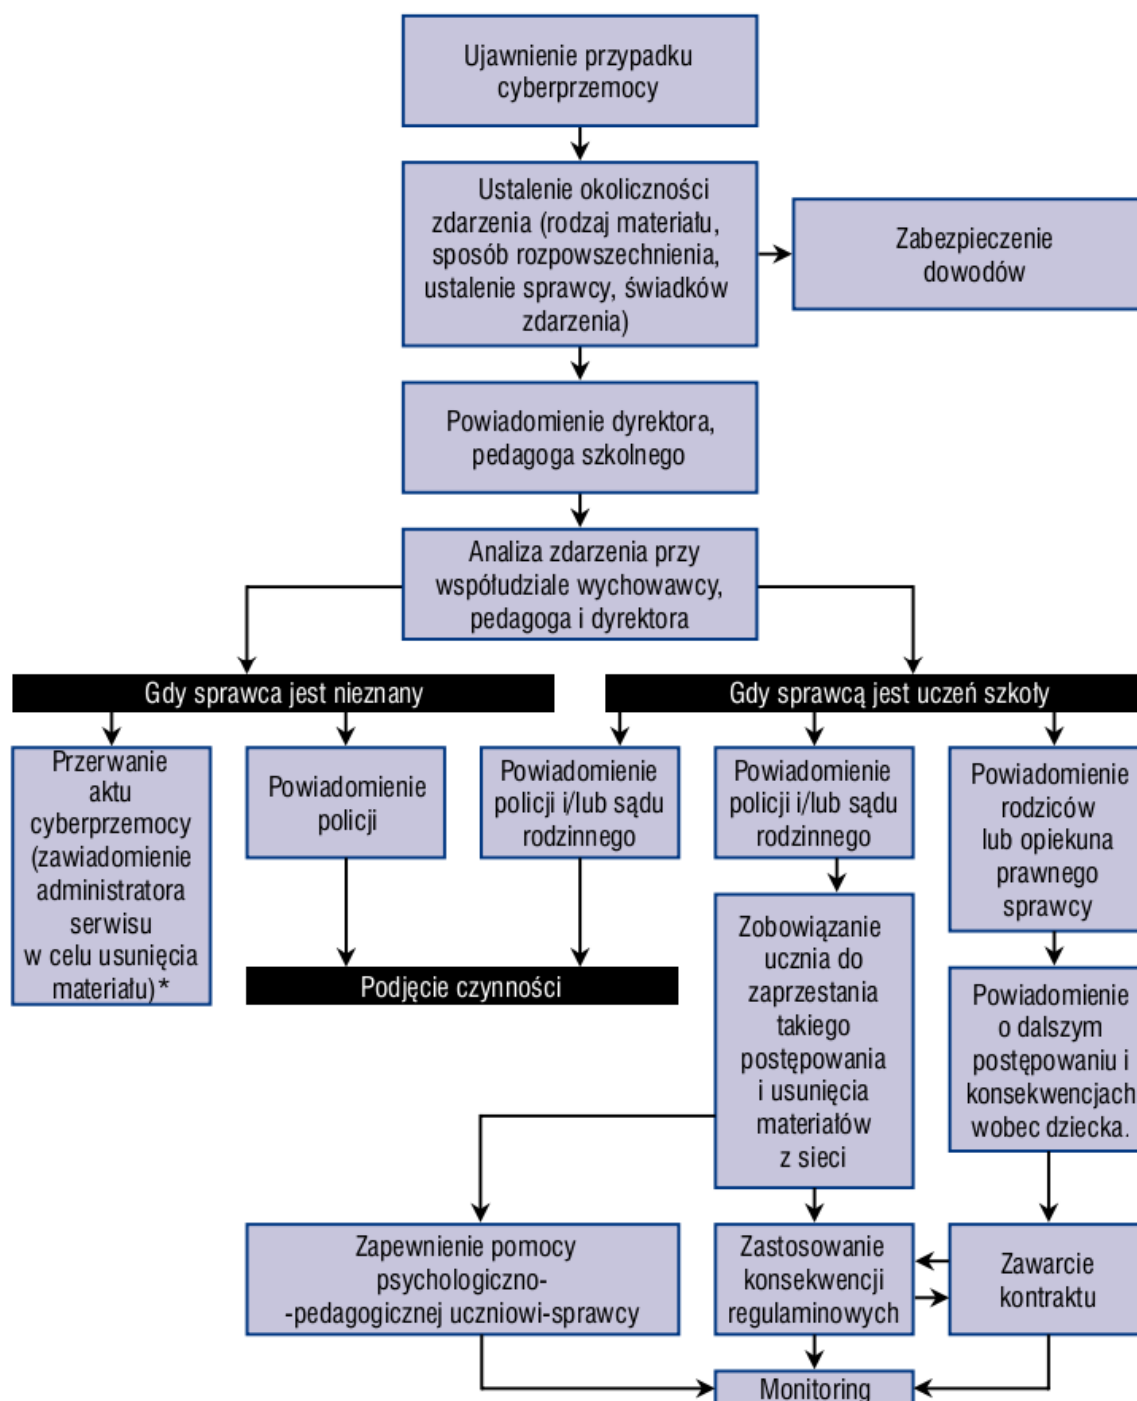 Ujawnienie przypadku
cyberprzemocy
Ustalenie okoliczności
zdarzenia (rodzaj materiału,
sposób rozpowszechnienia,
ustalenie sprawcy, świadków
zdarzenia)
Zabezpieczenie
dowodów
Powiadomienie dyrektora,
pedagoga szkolnego
Analiza zdarzenia przy
współudziale wychowawcy,
pedagoga i dyrektora
Gdy sprawca jest nieznany
Gdy sprawcą jest uczeń szkoły
Przerwanie
aktu
cyberprzemocy
(zawiadomienie
administratora
serwisu
w celu usunięcia
materiału)*
Powiadomienie
policji
Powiadomienie
policji i/lub sądu
rodzinnego
Powiadomienie
policji i/lub sądu
rodzinnego
Powiadomienie
rodziców
lub opiekuna
prawnego
sprawcy
Podjęcie czynności
Zobowiązanie
ucznia do
zaprzestania
takiego
postępowania
i usunięcia
materiałów
z sieci
Powiadomienie
o dalszym
postępowaniu i
konsekwencjach
wobec dziecka.
Zapewnienie pomocy
psychologiczno-
-pedagogicznej uczniowi-sprawcy
Zastosowanie
konsekwencji
regulaminowych
Zawarcie
kontraktu
Monitoring